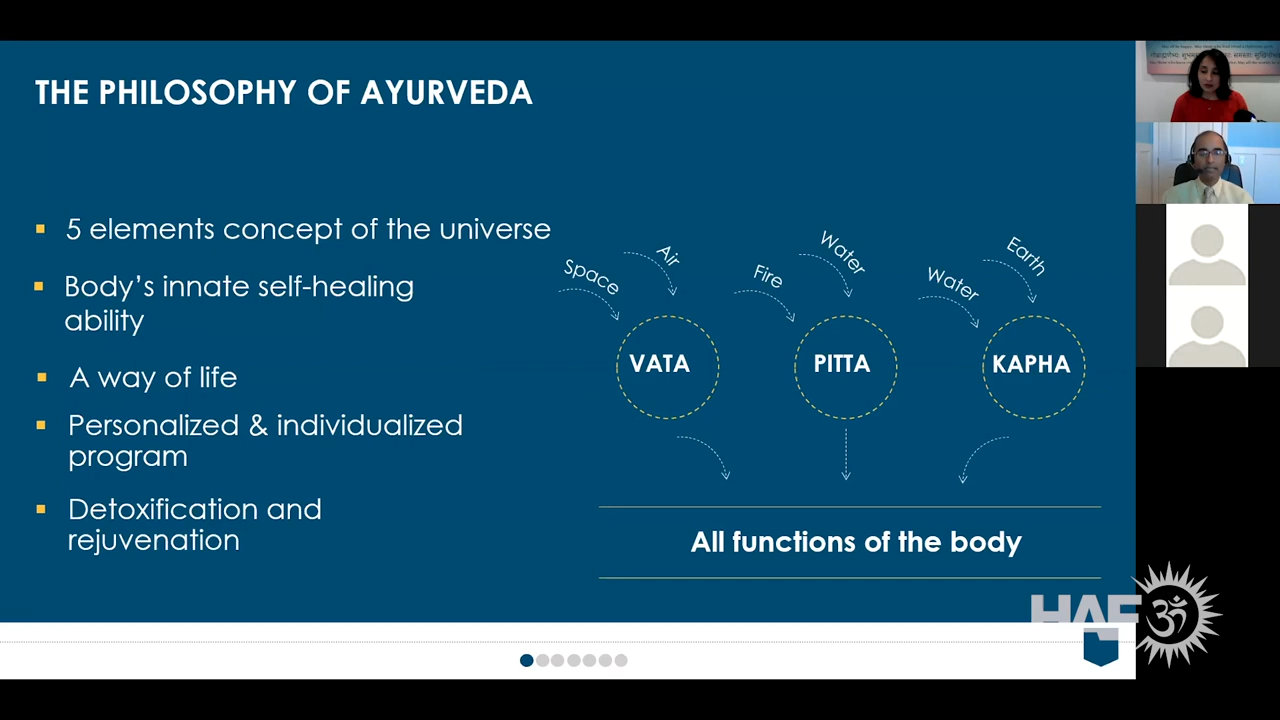 THE PHILOSOPHY OF AYURVEDA
5 elements concept of the universe
Body's innate self-healing
ability
A way of life
Personalized & individualized
program
Detoxification and
rejuvenation
Space
Air
Fire
Water
Water
Earth
VATA
PITTA
KAPHA
All functions of the body
HAF
ॐ